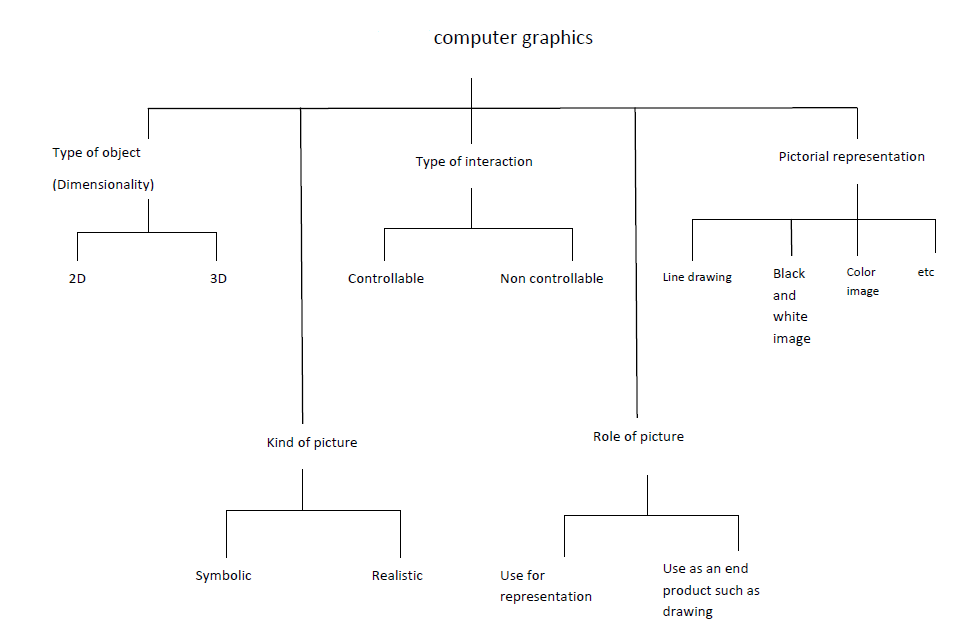 computer graphics
Type of object
(Dimensionality)
Type of interaction
Pictorial representation
2D
3D
Controllable
Non controllable
Line drawing
Black
and
white
image
Color
image
etc
Kind of picture
Role of picture
Symbolic
Realistic
Use for
representation
Use as an end
product such as
drawing